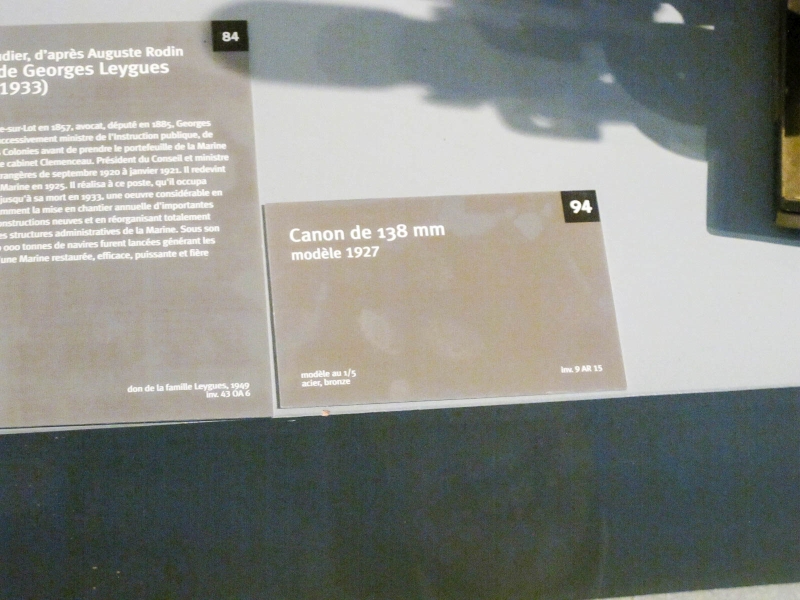 84
udier, d'après Auguste Rodin
de Georges Leygues
1933)
e-sur-Lot en 1857, avocat, député en 1885, Georges
ccessivement ministre de l'Instruction publique, de
Colonies avant de prendre le portefeuille de la Marine
e cabinet Clemenceau. Président du Conseil et ministre
rangères de septembre 1920 à janvier 1921. Il redevint
Marine en 1925. Il réalisa à ce poste, qu'il occupa
jusqu'à sa mort en 1933, une oeuvre considérable en
mment la mise en chantier annuelle d'importantes
onstructions neuves et en réorganisant totalement
es structures administratives de la Marine. Sous son
000 tonnes de navires furent lancées générant les
'une Marine restaurée, efficace, puissante et fière
don de la famille Leygues, 1949
inv. 43 OA 6
94
Canon de 138 mm
modèle 1927
modèle au 1/5
acier, bronze
inv. 9 AR 15